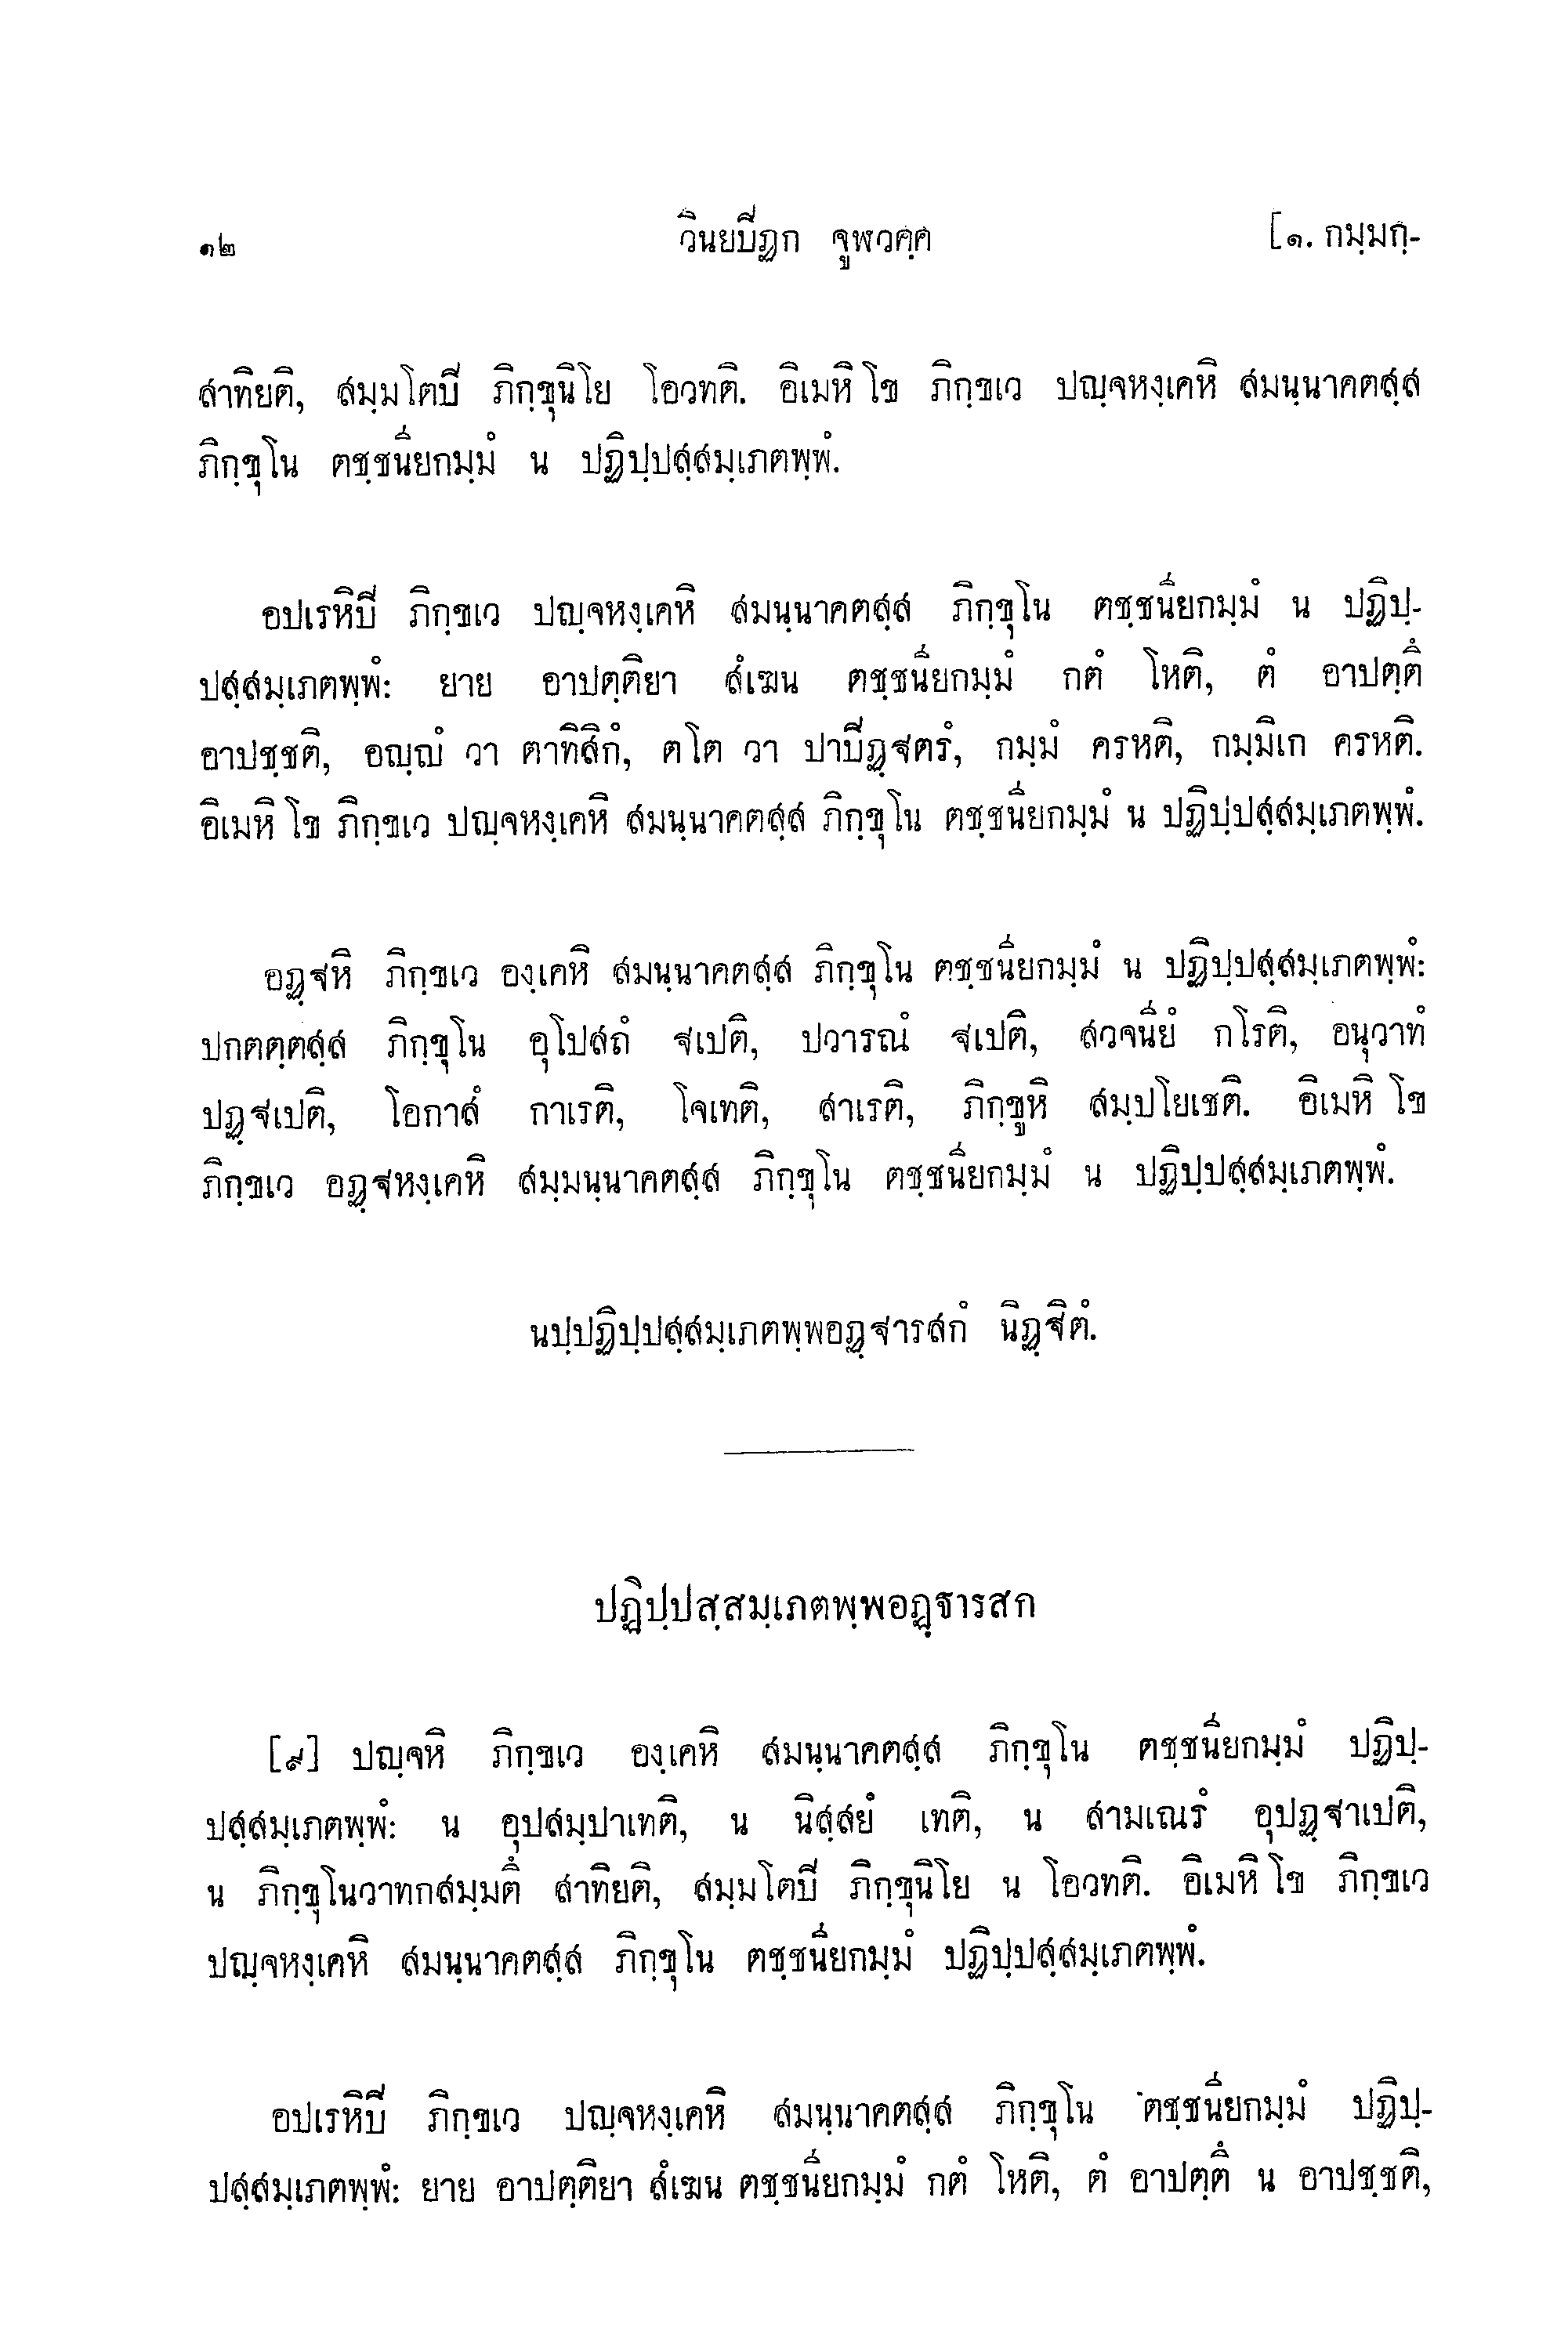 ๑๒ วินยปิฏก จูฬวคฺค [๑. กมฺมกฺ-
สาทิยติ, สมฺมโตปิ ภิกฺขุนิโย โอวทติ. อิเมหิ โข ภิกฺขเว ปญฺจหงฺเคหิ สมนฺนาคตสฺส
ภิกฺขุโน ตชฺชนียกมฺมํ น ปฏิปฺปสฺสมฺเภตพฺพํ.
อปเรหิปิ ภิกฺขเว ปญฺจหงฺเคหิ สมนฺนาคตสฺส ภิกฺขุโน ตชฺชนียกมฺมํ น ปฏิปฺ-
ปสฺสมฺเภตพฺพํ: ยาย อาปตฺติยา สํเฆน ตชฺชนียกมฺมํ กตํ โหติ, ตํ อาปตฺตึ
อาปชฺชติ, อญฺญํ วา ตาทิสิกํ, ตโต วา ปาปิฏฺฐตรํ, กมฺมํ ครหติ, กมฺมิเก ครหติ.
อิเมหิ โข ภิกฺขเว ปญฺจหงฺเคหิ สมนฺนาคตสฺส ภิกฺขุโน ตชฺชนียกมฺมํ น ปฏิปฺปสฺสมฺเภตพฺพํ.
อฏฺฐหิ ภิกฺขเว องฺเคหิ สมนฺนาคตสฺส ภิกฺขุโน ตชฺชนียกมฺมํ น ปฏิปฺปสฺสมฺเภตพฺพํ:
ปกตตฺตสฺส ภิกฺขุโน อุโปสถํ ฐเปติ, ปวารณํ ฐเปติ, สวจนียํ กโรติ, อนุวาทํ
ปฏฺฐเปติ, โอกาสํ กาเรติ, โจเทติ, สาเรติ, ภิกฺขูหิ สมฺปโยเชติ. อิเมหิ โข
ภิกฺขเว อฏฺฐหงฺเคหิ สมฺมนฺนาคตสฺส ภิกฺขุโน ตชฺชนียกมฺมํ น ปฏิปฺปสฺสมฺเภตพฺพํ.
นปฺปฏิปฺปสฺสมฺเภตพฺพอฏฺฐารสกํ นิฏฺฐิตํ.
ปฏิปฺปสฺสมฺเภตพฺพอฏฺฐารสก
[๙] ปญฺจหิ ภิกฺขเว องฺเคหิ สมนฺนาคตสฺส ภิกฺขุโน ตชฺชนียกมฺมํ ปฏิปฺ-
ปสฺสมฺเภตพฺพํ: น อุปสมฺปาเทติ, น นิสฺสยํ เทติ, น สามเณรํ อุปฏฺฐาเปติ,
น ภิกฺขุโนวาทกสมฺมตึ สาทิยติ, สมฺมโตปิ ภิกฺขุนิโย น โอวทติ. อิเมหิ โข ภิกฺขเว
ปญฺจหงฺเคหิ สมนฺนาคตสฺส ภิกฺขุโน ตชฺชนียกมฺมํ ปฏิปฺปสฺสมฺเภตพฺพํ.
อปเรหิปิ ภิกฺขเว ปญฺจหงฺเคหิ สมนฺนาคตสฺส ภิกฺขุโน ตชฺชนียกมฺมํ ปฏิปฺ-
ปสฺสมฺเภตพฺพํ: ยาย อาปตฺติยา สํเฆน ตชฺชนียกมฺมํ กตํ โหติ, ตํ อาปตฺตึ น อาปชฺชติ,